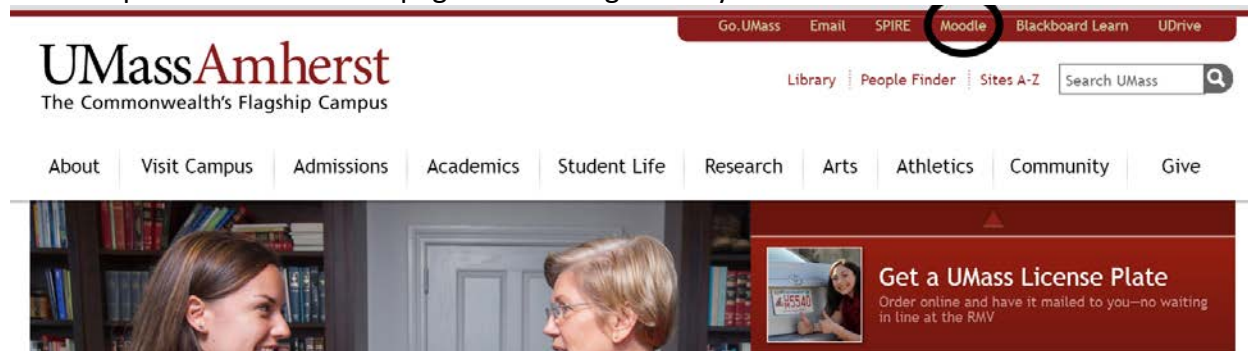 Go.UMass Email SPIRE Moodle Blackboard Learn UDrive
UMassAmherst
The Commonwealth's Flagship Campus
Library People Finder Sites A-Z Search UMass
About Visit Campus Admissions Academics Student Life Research Arts Athletics Community Give
Get a UMass License Plate
Order online and have it mailed to you—no waiting
in line at the RMV